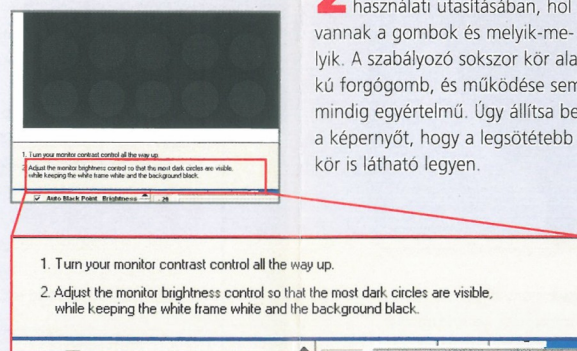 2 használati utasításában, hol
vannak a gombok és melyik-me-
lyik. A szabályozó sokszor kör ala
kú forgógomb, és működése sem
mindig egyértelmű. Úgy állítsa be
a képernyőt, hogy a legsötétebb
kör is látható legyen.
1. Turn your monitor contrast control all the way up.
2. Adjust the monitor brightness control so that the most dark circles are visible,
while keeping the white frame white and the background black.
Auto Black Point Brightness - 28
1. Turn your monitor contrast control all the way up.
2. Adjust the monitor brightness control so that the most dark circles are visible,
while keeping the white frame white and the background black.